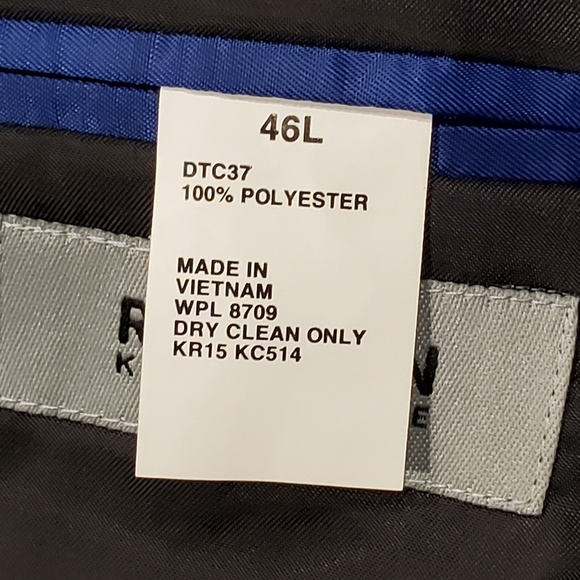 46L
DTC37
100% POLYESTER
MADE IN
VIETNAM
WPL 8709
DRY CLEAN ONLY
KR15 KC514